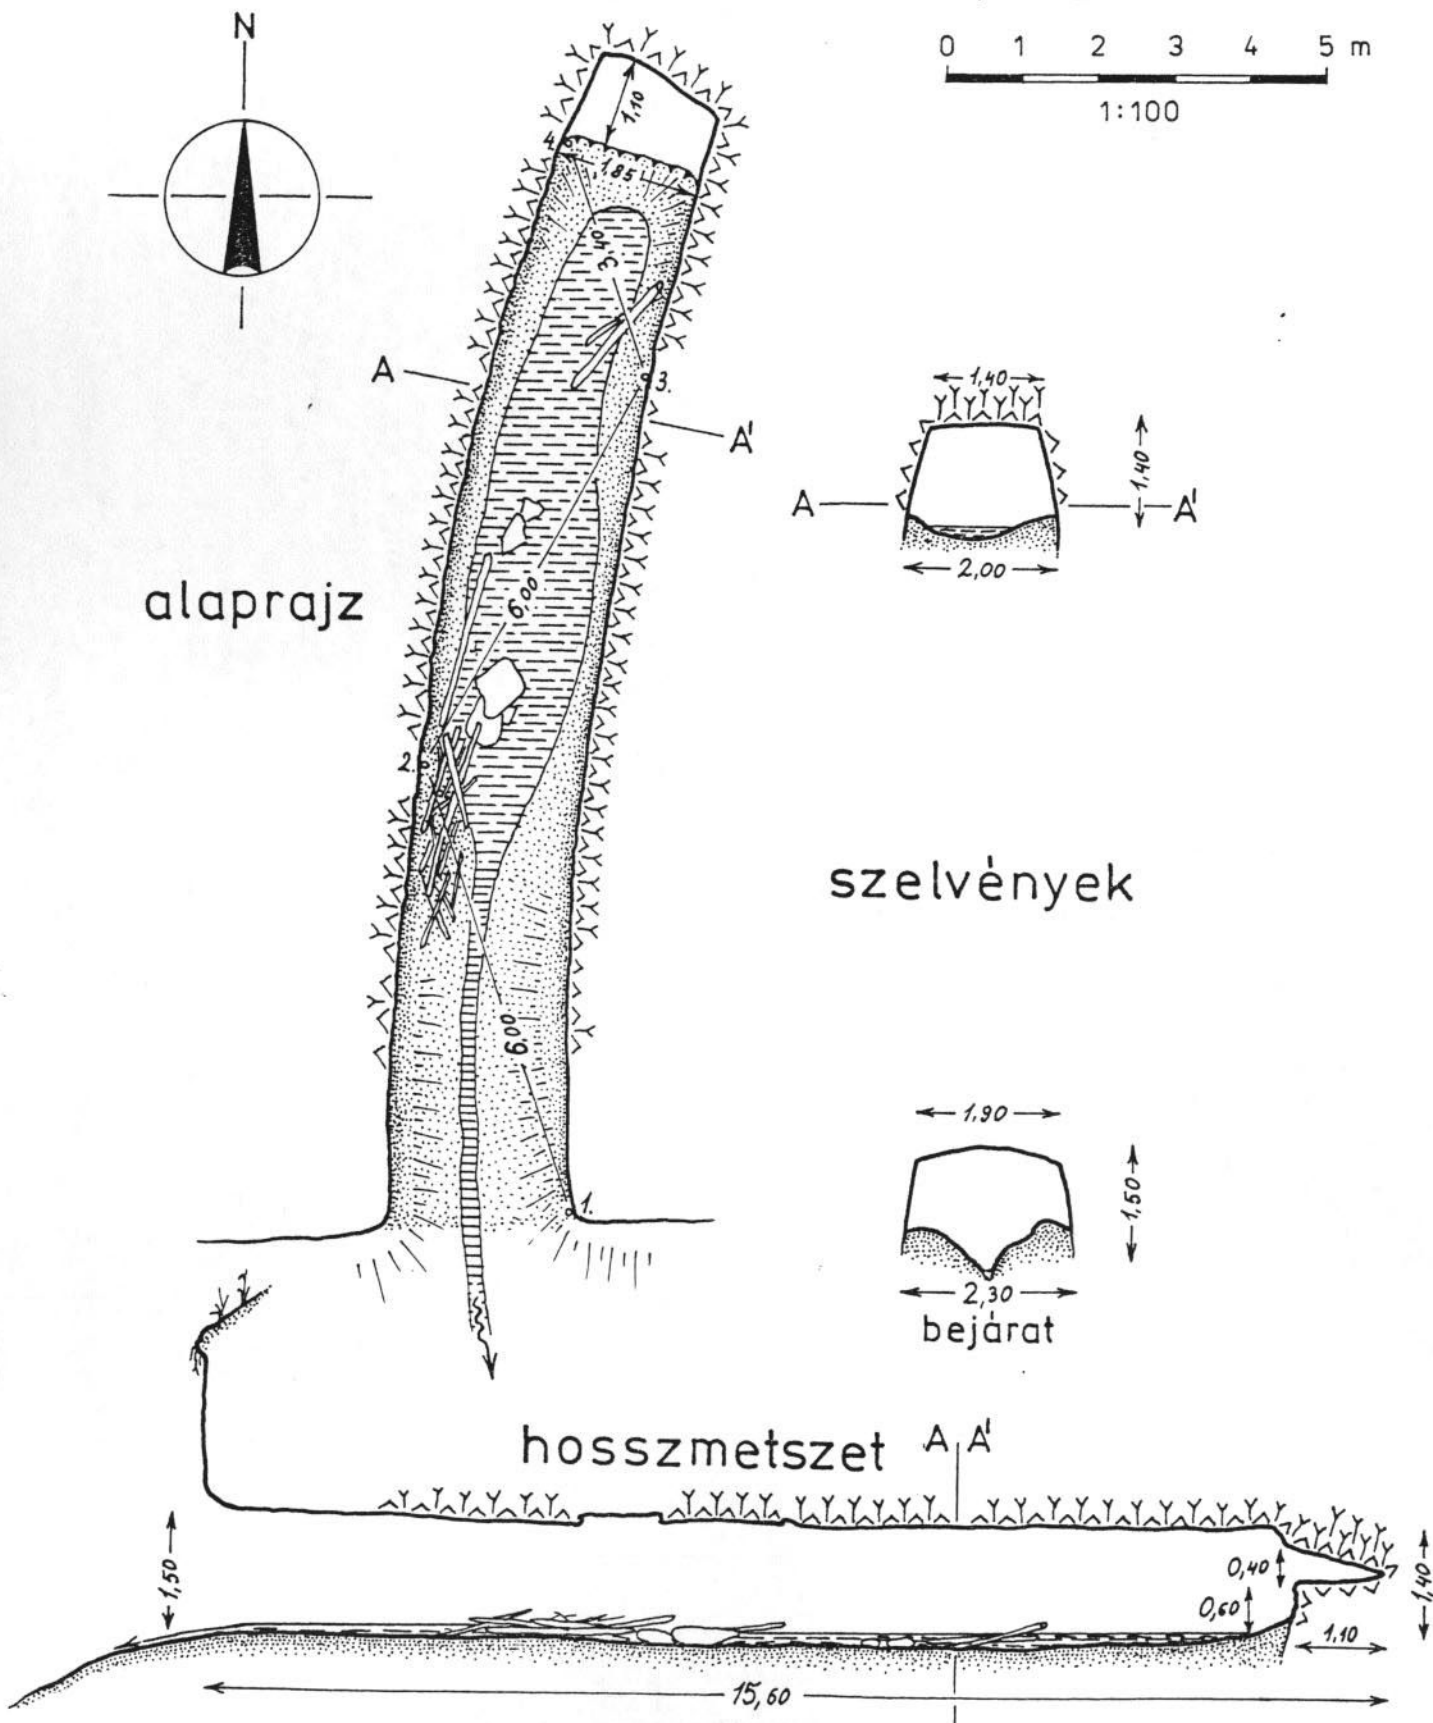 N
0 1 2 3 4 5 m
1:100
1,10
4.
1,85
3,40
A
3.
A'
1,40
1,40
A A'
2,00
alaprajz
6,00
2.
szelvények
6,00
1,90
1,50
1.
2,30
bejárat
hosszmetszet A A'
1,50
0,40
1,40
0,60
1,10
15,60